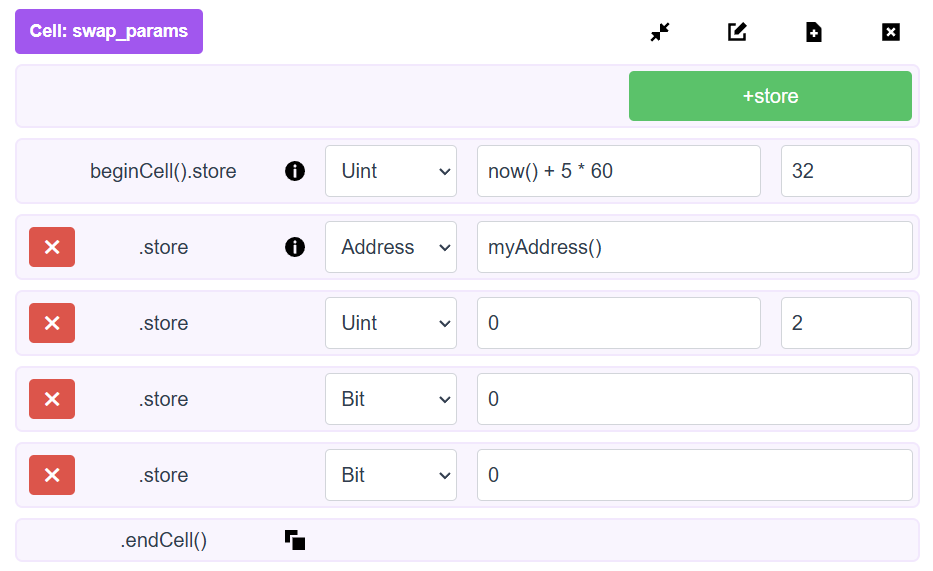 Cell: swap_params
+store
beginCell().store Uint now() + 5 * 60 32
.store Address myAddress()
.store Uint 0 2
.store Bit 0
.store Bit 0
.endCell()